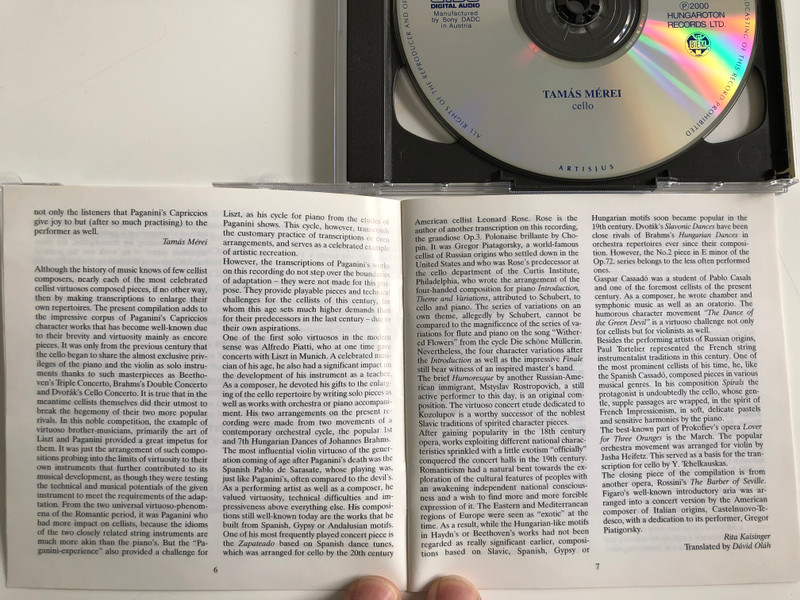 DIGITAL AUDIO
Manufactured
by Sony DADC
in Austria
℗2000
HUNGAROTON
RECORDS LTD.
BIEM
TAMÁS MÉREI
cello
ALL RIGHTS OF THE REPRODUCER AND OF
CASTING OF THIS RECORD PROHIBITED
ARTISJUS
not only the listeners that Paganini's Capriccios
give joy to but (after so much practising) to the
performer as well.
Tamás Mérei
Although the history of music knows of few cellist
composers, nearly each of the most celebrated
cellist virtuosos composed pieces, if no other way,
then by making transcriptions to enlarge their
own repertoires. The present compilation adds to
the impressive corpus of Paganini's Capriccios
character works that has become well-known due
to their brevity and virtuosity mainly as encore
pieces. It was only from the previous century that
the cello began to share the almost exclusive priv-
ileges of the piano and the violin as solo instru-
ments thanks to such masterpieces as Beetho-
ven's Triple Concerto, Brahms's Double Concerto
and Dvořák's Cello Concerto. It is true that in the
meantime cellists themselves did their utmost to
break the hegemony of their two more popular
rivals. In this noble competition, the example of
virtuoso brother-musicians, primarily the art of
Liszt and Paganini provided a great impetus for
them. It was just the arrangement of such compo-
sitions probing into the limits of virtuosity to their
own instruments that further contributed to its
musical development, as though they were testing
the technical and musical potentials of the given
instrument to meet the requirements of the adap-
tation. From the two universal virtuoso-phenom-
ena of the Romantic period, it was Paganini who
had more impact on cellists, because the idioms
of the two closely related string instruments are
much more akin than the piano's. But the "Pa-
ganini-experience" also provided a challenge for
6
Liszt, as his cycle for piano from the etudes of
Paganini shows. This cycle, however, transcends
the customary practice of transcriptions or even
arrangements, and serves as a celebrated example
of artistic recreation.
However, the transcriptions of Paganini's works
on this recording do not step over the boundaries
of adaptation – they were not made for this pur-
pose. They provide playable pieces and technical
challenges for the cellists of this century, for
whom this age sets much higher demands than
for their predecessors in the last century – due to
their own aspirations.
One of the first solo virtuosos in the modern
sense was Alfredo Piatti, who at one time gave
concerts with Liszt in Munich. A celebrated musi-
cian of his age, he also had a significant impact on
the development of his instrument as a teacher.
As a composer, he devoted his gifts to the enlarg-
ing of the cello repertoire by writing solo pieces as
well as works with orchestra or piano accompani-
ment. His two arrangements on the present re-
cording were made from two movements of a
contemporary orchestral cycle, the popular 1st
and 7th Hungarian Dances of Johannes Brahms.
The most influential violin virtuoso of the gener-
ation coming of age after Paganini's death was the
Spanish Pablo de Sarasate, whose playing was,
just like Paganini's, often compared to the devil's.
As a performing artist as well as a composer, he
valued virtuosity, technical difficulties and im-
pressiveness above everything else. His composi-
tions still well-known today are the works that be
built from Spanish, Gypsy or Andalusian motifs.
One of his most frequently played concert piece is
the Zapateado based on Spanish dance tunes,
which was arranged for cello by the 20th century
American cellist Leonard Rose. Rose is the
author of another transcription on this recording,
the grandiose Op.3. Polonaise brillante by Cho-
pin. It was Gregor Piatagorsky, a world-famous
cellist of Russian origins who settled down in the
United States and who was Rose's predecessor at
the cello department of the Curtis Institute,
Philadelphia, who wrote the arrangement of the
four-handed composition for piano Introduction,
Theme and Variations, attributed to Schubert, to
cello and piano. The series of variations on an
own theme, allegedly by Schubert, cannot be
compared to the magnificence of the series of va-
riations for flute and piano on the song "Wither-
ed Flowers" from the cycle Die schöne Müllerin.
Nevertheless, the four character variations after
the Introduction as well as the impressive Finale
still bear witness of an inspired master's hand.
The brief Humoresque by another Russian-Ame-
rican immigrant, Mstyslav Rostropovich, a still
active performer to this day, is an original com-
position. The virtuoso concert etude dedicated to
Kozolupov is a worthy successor of the noblest
Slavic traditions of spirited character pieces.
After gaining popularity in the 18th century
opera, works exploiting different national charac-
teristics sprinkled with a little exotism "officially"
conquered the concert halls in the 19th century.
Romanticism had a natural bent towards the ex-
ploration of the cultural features of peoples with
an awakening independent national conscious-
ness and a wish to find more and more forcible
expression of it. The Eastern and Mediterranean
regions of Europe were seen as "exotic" at the
time. As a result, while the Hungarian-like motifs
in Haydn's or Beethoven's works had not been
regarded as really significant earlier, composi-
tions based on Slavic, Spanish, Gypsy or
Hungarian motifs soon became popular in the
19th century. Dvořák's Slavonic Dances have been
close rivals of Brahms's Hungarian Dances in
orchestra repertoires ever since their composi-
tion. However, the No.2 piece in E minor of the
Op.72. series belongs to the less often performed
ones.
Gaspar Cassadó was a student of Pablo Casals
and one of the foremost cellists of the present
century. As a composer, he wrote chamber and
symphonic music as well as an oratorio. The
humorous character movement "The Dance of
the Green Devil" is a virtuoso challenge not only
for cellists but for violinists as well.
Besides the performing artists of Russian origins,
Paul Tortelier represented the French string
instrumentalist traditions in this century. One of
the most prominent cellists of his time, he, like
the Spanish Cassadó, composed pieces in various
musical genres. In his composition Spirals the
protagonist is undoubtedly the cello, whose gen-
tle, supple passages are wrapped, in the spirit of
French Impressionism, in soft, delicate pastels
and sensitive harmonies by the piano.
The best-known part of Prokofiev's opera Love
for Three Oranges is the March. The popular
orchestra movement was arranged for violin by
Jasha Heifetz. This served as a basis for the tran-
scription for cello by Y. Tchelkauskas.
The closing piece of the compilation is from
another opera, Rossini's The Barber of Seville.
Figaro's well-known introductory aria was ar-
ranged into a concert version by the American
composer of Italian origins, Castelnuovo-Te-
desco, with a dedication to its performer, Gregor
Piatigorsky.
Rita Kaisinger
Translated by Dávid Oláh
7